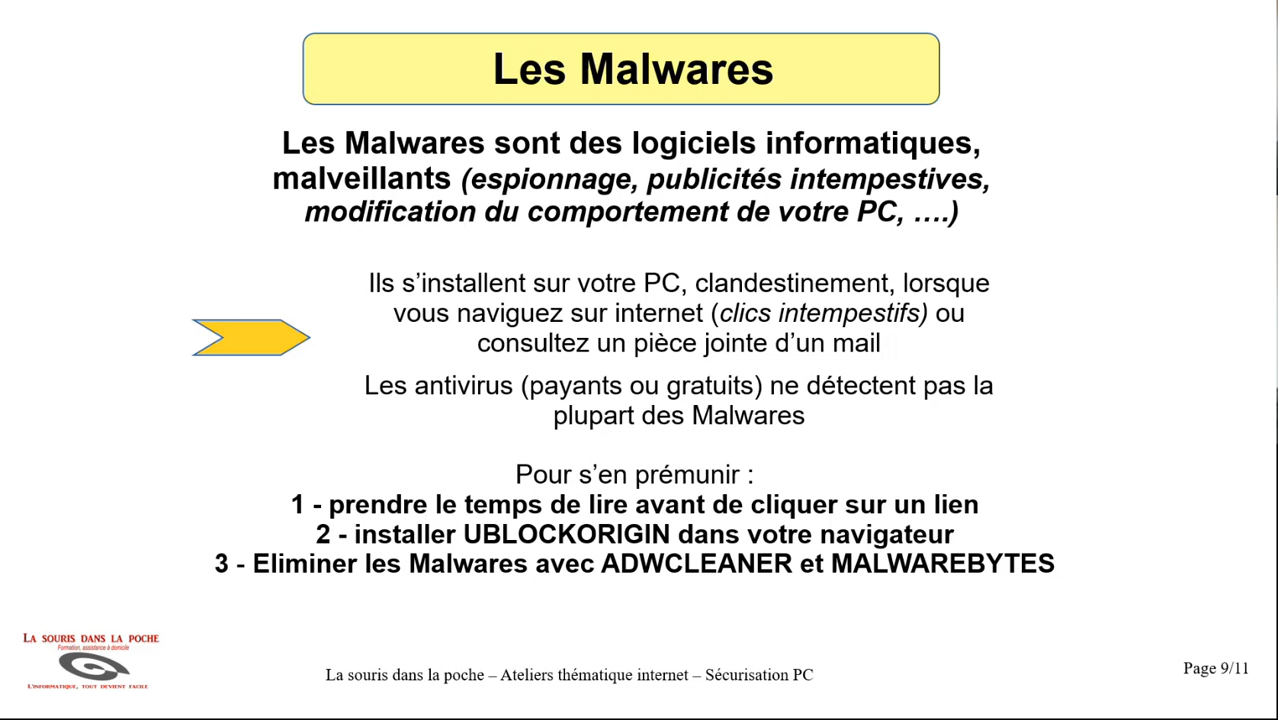 Les Malwares
Les Malwares sont des logiciels informatiques,
malveillants (espionnage, publicités intempestives,
modification du comportement de votre PC, ….)
Ils s’installent sur votre PC, clandestinement, lorsque
vous naviguez sur internet (clics intempestifs) ou
consultez un pièce jointe d’un mail
Les antivirus (payants ou gratuits) ne détectent pas la
plupart des Malwares
Pour s’en prémunir :
1 - prendre le temps de lire avant de cliquer sur un lien
2 - installer UBLOCKORIGIN dans votre navigateur
3 - Eliminer les Malwares avec ADWCLEANER et MALWAREBYTES
LA SOURIS DANS LA POCHE
Formation, assistance à domicile
L'INFORMATIQUE, TOUT DEVIENT FACILE
La souris dans la poche – Ateliers thématique internet – Sécurisation PC
Page 9/11